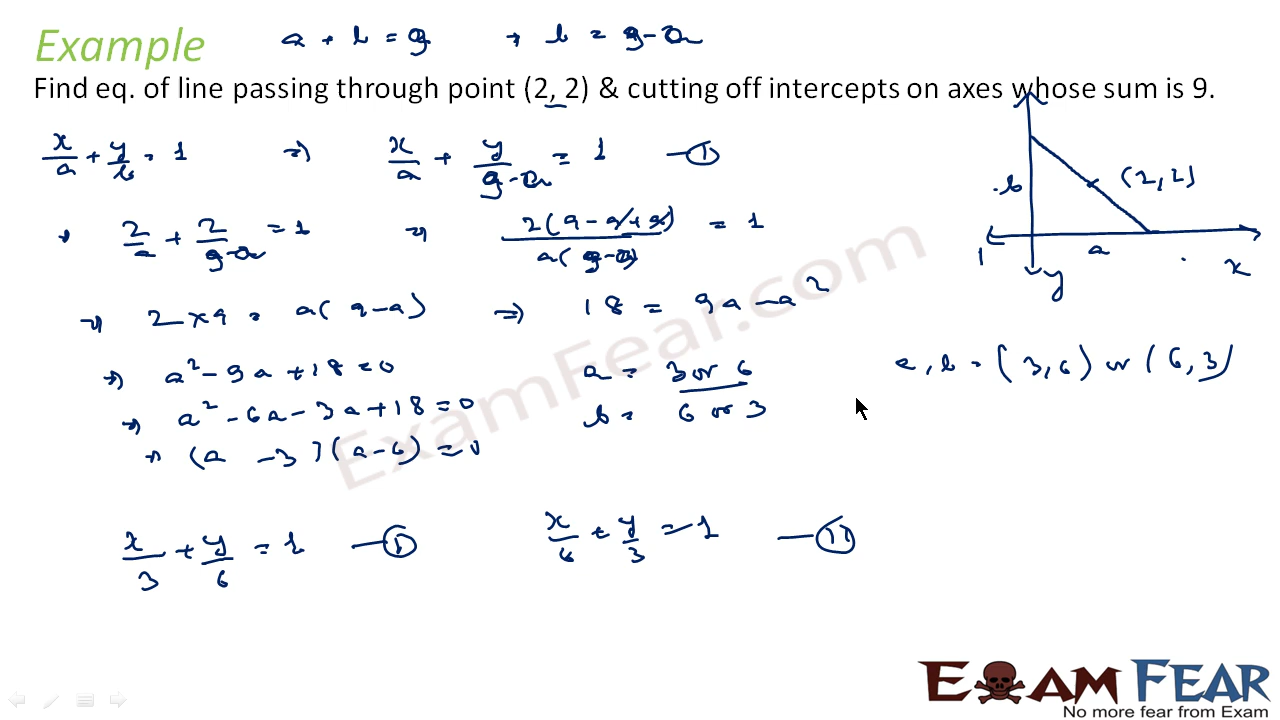 Example
a + b = 9 → b = 9-a
Find eq. of line passing through point (2, 2) & cutting off intercepts on axes whose sum is 9.
x/a + y/b = 1 ⇒ x/a + y/9-a = 1 — ①
→ 2/a + 2/9-a = 1 ⇒ 2(9-a+a)/a(9-a) = 1
⇒ 2×9 = a(9-a) ⇒ 18 = 9a-a²
⇒ a²-9a+18=0
⇒ a²-6a-3a+18=0
⇒ (a-3)(a-6)=0
a = 3 or 6
b = 6 or 3
a, b = (3,6) or (6,3)
b
(2,2)
a
x
y
x/3 + y/6 = 1 — ①
x/6 + y/3 = 1 — ⑪
ExamFear.com
EXAM FEAR
No more fear from Exam